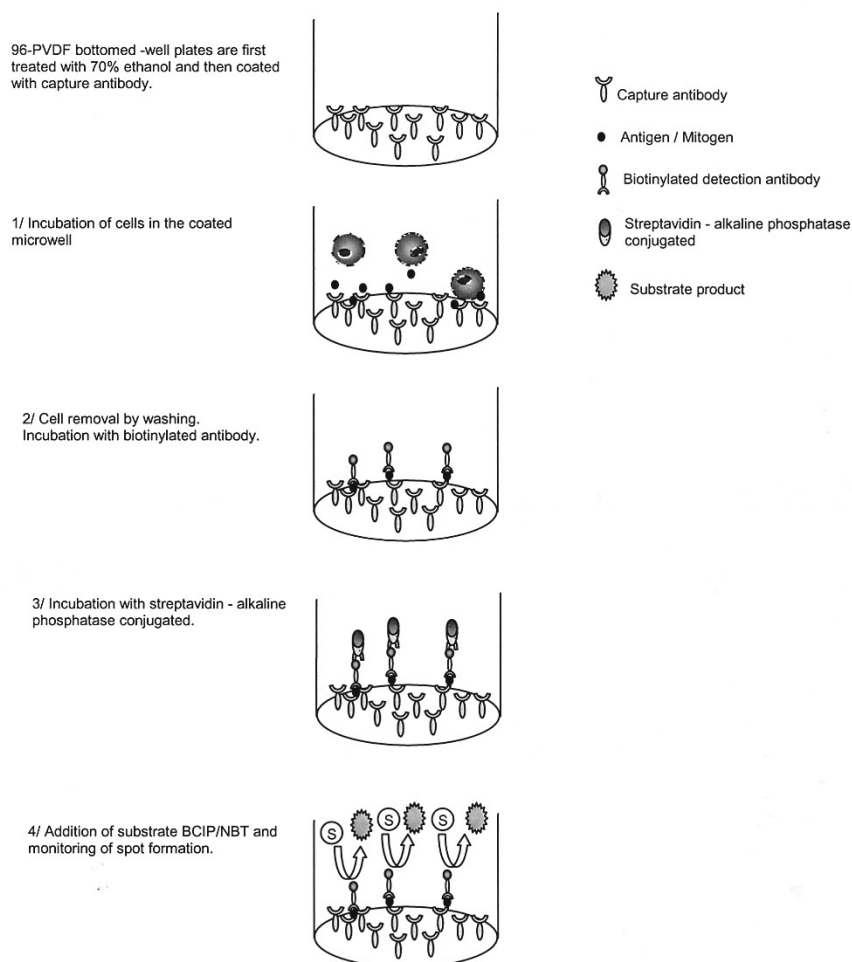 96-PVDF bottomed -well plates are first
treated with 70% ethanol and then coated
with capture antibody.
Capture antibody
Antigen / Mitogen
Biotinylated detection antibody
Streptavidin - alkaline phosphatase
conjugated
Substrate product
1/ Incubation of cells in the coated
microwell
2/ Cell removal by washing.
Incubation with biotinylated antibody.
3/ Incubation with streptavidin - alkaline
phosphatase conjugated.
4/ Addition of substrate BCIP/NBT and
monitoring of spot formation.
S
S
S